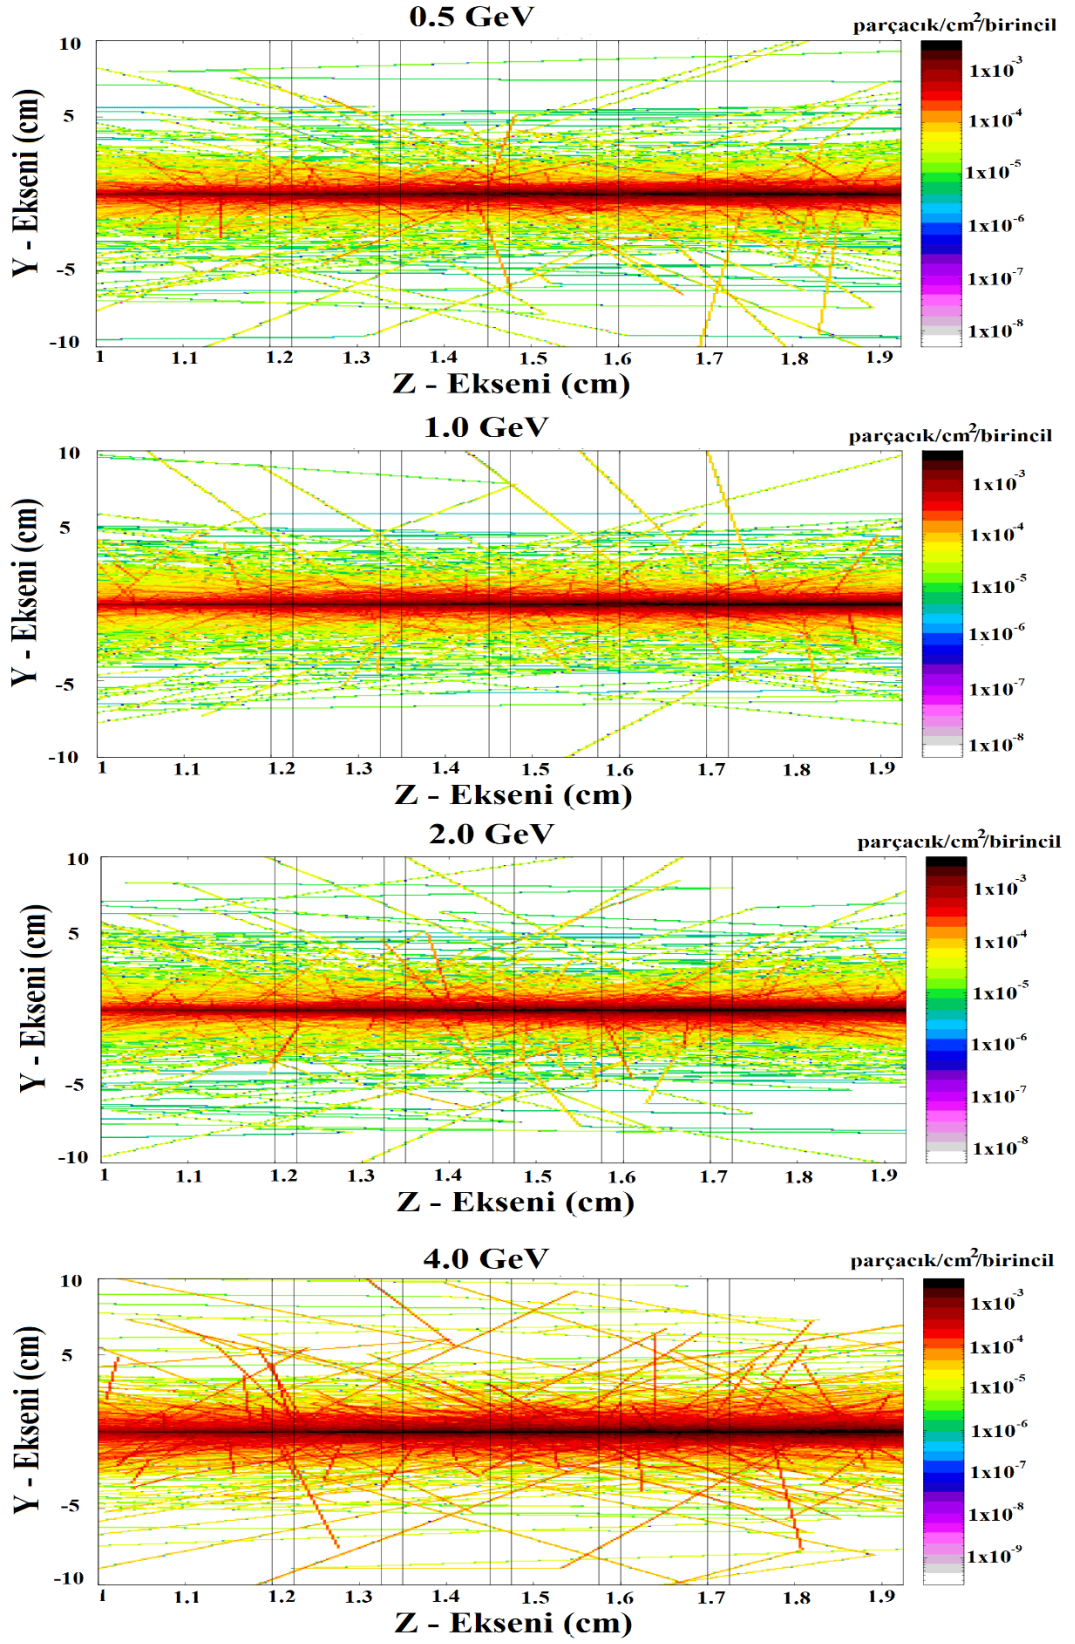 0.5 GeV
parçacık/cm²/birincil
10
5
-5
-10
Y - Ekseni (cm)
1 1.1 1.2 1.3 1.4 1.5 1.6 1.7 1.8 1.9
Z - Ekseni (cm)
1x10⁻³
1x10⁻⁴
1x10⁻⁵
1x10⁻⁶
1x10⁻⁷
1x10⁻⁸
1.0 GeV
parçacık/cm²/birincil
10
5
-5
-10
Y - Ekseni (cm)
1 1.1 1.2 1.3 1.4 1.5 1.6 1.7 1.8 1.9
Z - Ekseni (cm)
1x10⁻³
1x10⁻⁴
1x10⁻⁵
1x10⁻⁶
1x10⁻⁷
1x10⁻⁸
2.0 GeV
parçacık/cm²/birincil
10
5
-5
-10
Y - Ekseni (cm)
1 1.1 1.2 1.3 1.4 1.5 1.6 1.7 1.8 1.9
Z - Ekseni (cm)
1x10⁻³
1x10⁻⁴
1x10⁻⁵
1x10⁻⁶
1x10⁻⁷
1x10⁻⁸
4.0 GeV
parçacık/cm²/birincil
10
5
-5
-10
Y - Ekseni (cm)
1 1.1 1.2 1.3 1.4 1.5 1.6 1.7 1.8 1.9
Z - Ekseni (cm)
1x10⁻³
1x10⁻⁴
1x10⁻⁵
1x10⁻⁶
1x10⁻⁷
1x10⁻⁸
1x10⁻⁹